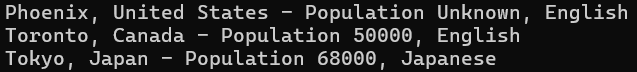 Phoenix, United States - Population Unknown, English
Toronto, Canada - Population 50000, English
Tokyo, Japan - Population 68000, Japanese